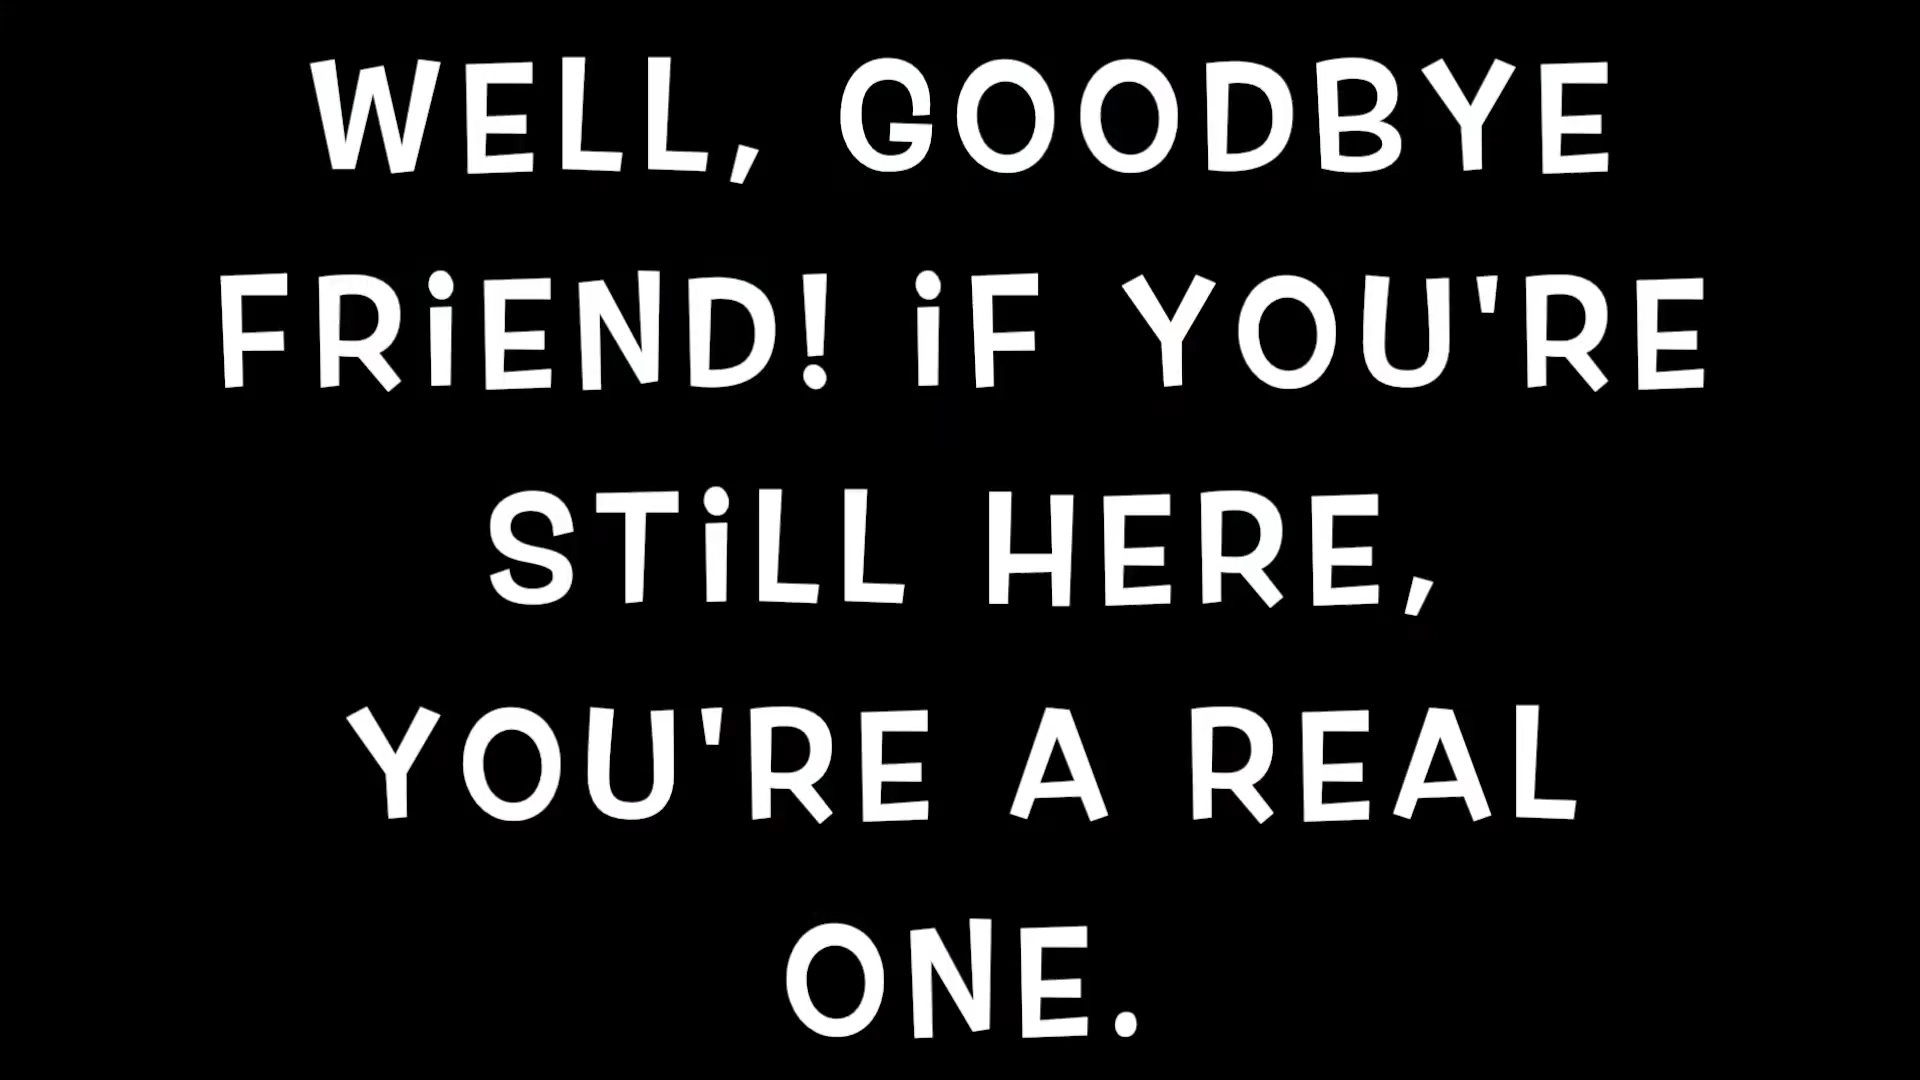 WELL, GOODBYE
FRiEND! iF YOU'RE
STiLL HERE,
YOU'RE A REAL
ONE.